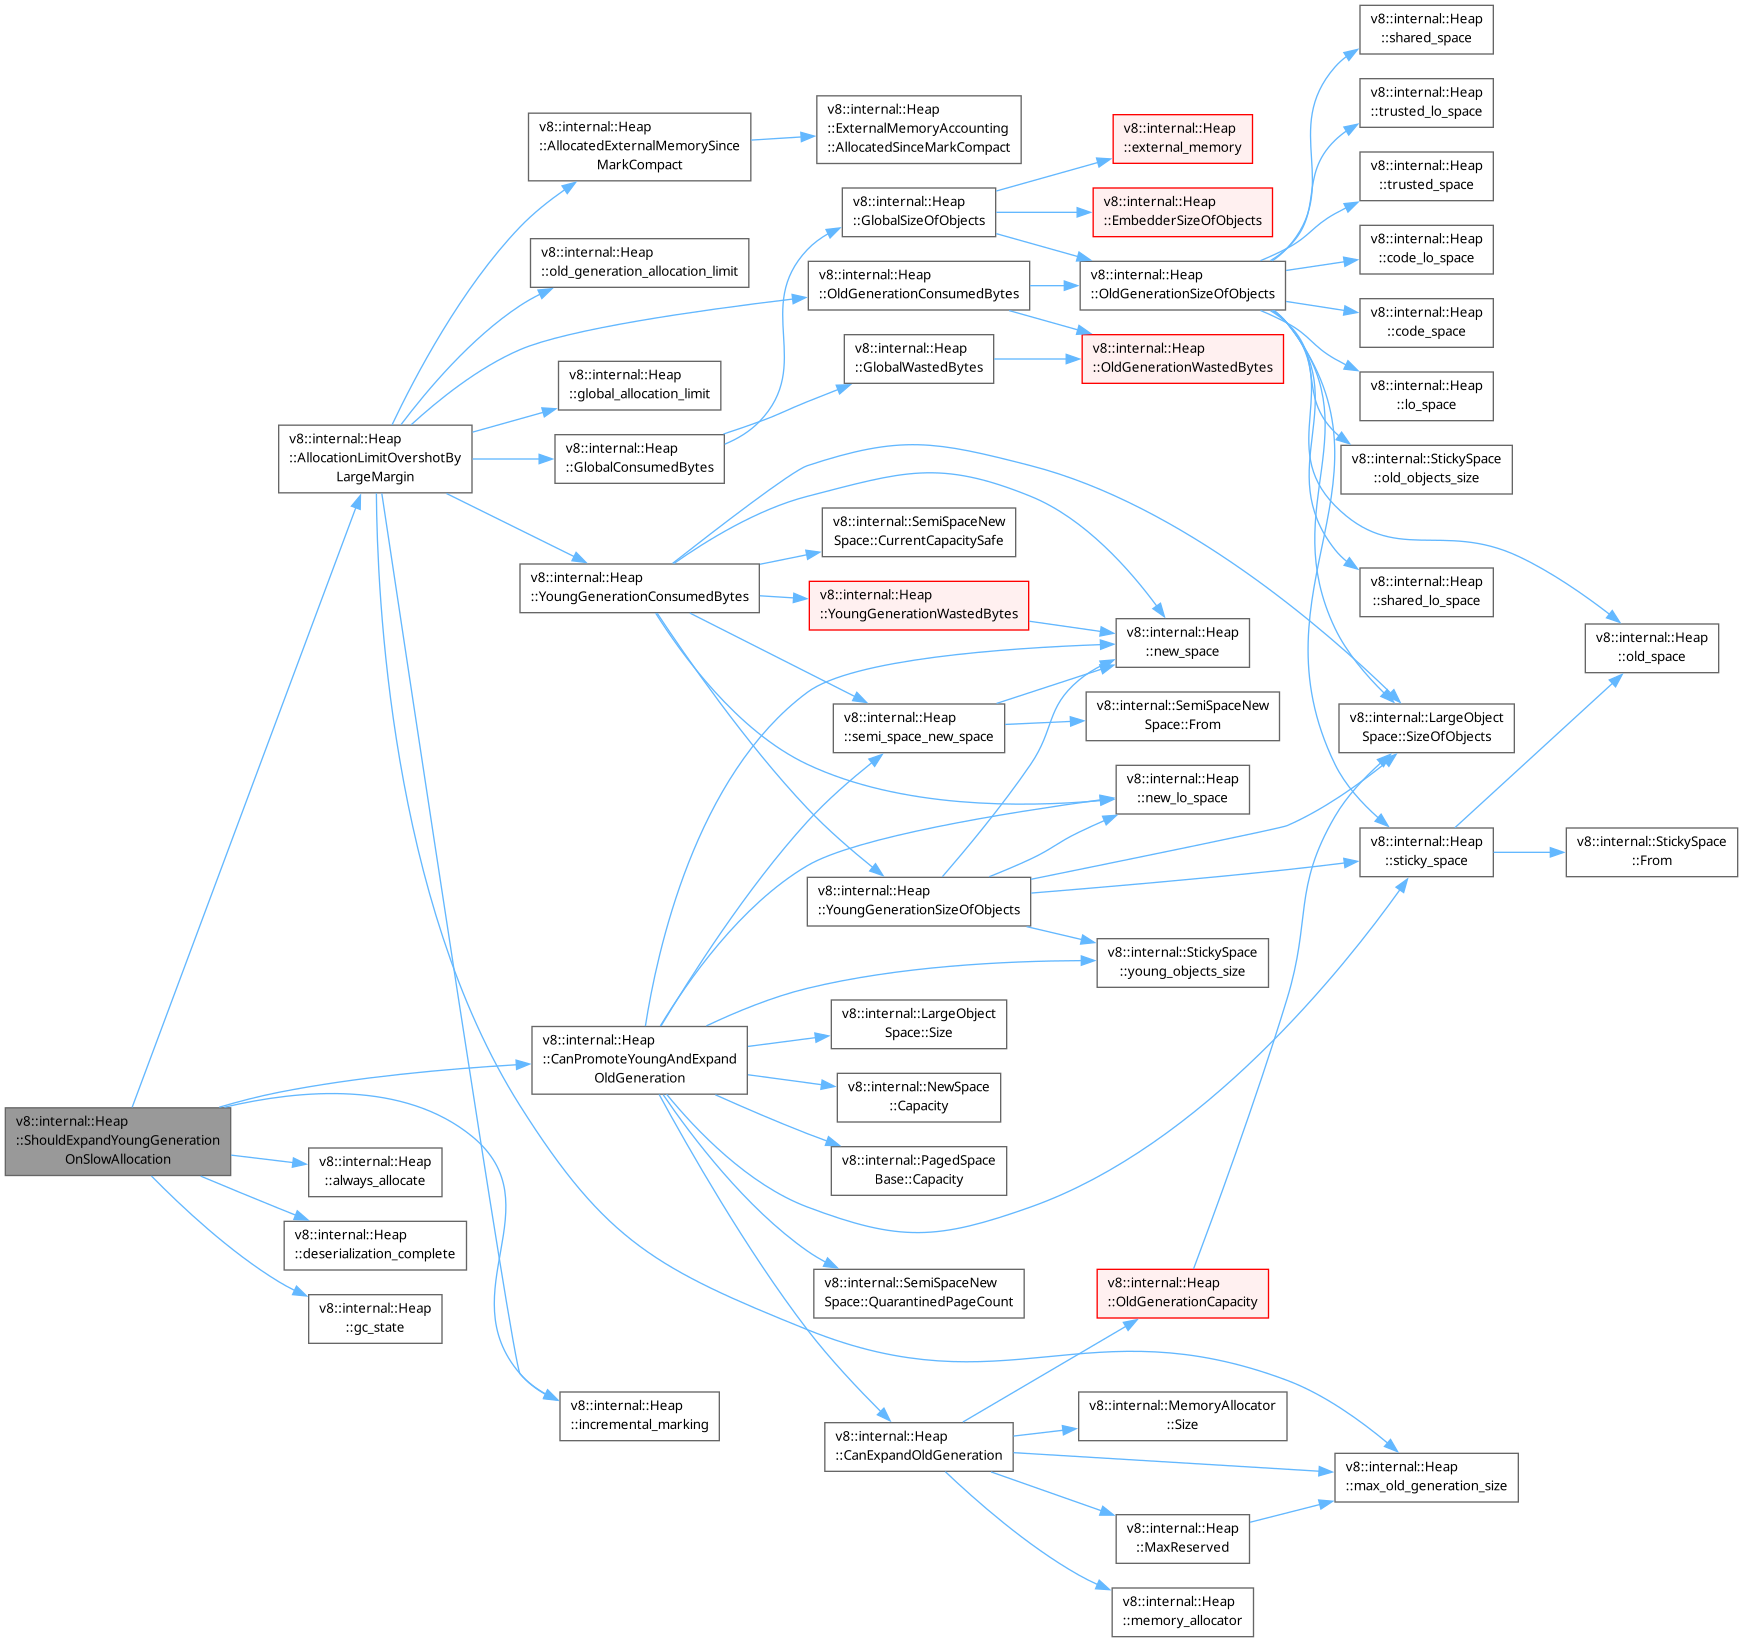 v8::internal::Heap
::ShouldExpandYoungGeneration
OnSlowAllocation
v8::internal::Heap
::AllocationLimitOvershotBy
LargeMargin
v8::internal::Heap
::always_allocate
v8::internal::Heap
::deserialization_complete
v8::internal::Heap
::gc_state
v8::internal::Heap
::AllocatedExternalMemorySince
MarkCompact
v8::internal::Heap
::old_generation_allocation_limit
v8::internal::Heap
::global_allocation_limit
v8::internal::Heap
::GlobalConsumedBytes
v8::internal::Heap
::YoungGenerationConsumedBytes
v8::internal::Heap
::CanPromoteYoungAndExpand
OldGeneration
v8::internal::Heap
::incremental_marking
v8::internal::Heap
::ExternalMemoryAccounting
::AllocatedSinceMarkCompact
v8::internal::Heap
::GlobalSizeOfObjects
v8::internal::Heap
::OldGenerationConsumedBytes
v8::internal::Heap
::GlobalWastedBytes
v8::internal::SemiSpaceNew
Space::CurrentCapacitySafe
v8::internal::Heap
::YoungGenerationWastedBytes
v8::internal::Heap
::semi_space_new_space
v8::internal::Heap
::YoungGenerationSizeOfObjects
v8::internal::LargeObject
Space::Size
v8::internal::NewSpace
::Capacity
v8::internal::PagedSpace
Base::Capacity
v8::internal::SemiSpaceNew
Space::QuarantinedPageCount
v8::internal::Heap
::CanExpandOldGeneration
v8::internal::Heap
::external_memory
v8::internal::Heap
::EmbedderSizeOfObjects
v8::internal::Heap
::OldGenerationSizeOfObjects
v8::internal::Heap
::OldGenerationWastedBytes
v8::internal::Heap
::new_space
v8::internal::SemiSpaceNew
Space::From
v8::internal::Heap
::new_lo_space
v8::internal::StickySpace
::young_objects_size
v8::internal::Heap
::OldGenerationCapacity
v8::internal::MemoryAllocator
::Size
v8::internal::Heap
::MaxReserved
v8::internal::Heap
::memory_allocator
v8::internal::Heap
::shared_space
v8::internal::Heap
::trusted_lo_space
v8::internal::Heap
::trusted_space
v8::internal::Heap
::code_lo_space
v8::internal::Heap
::code_space
v8::internal::Heap
::lo_space
v8::internal::StickySpace
::old_objects_size
v8::internal::Heap
::shared_lo_space
v8::internal::LargeObject
Space::SizeOfObjects
v8::internal::Heap
::sticky_space
v8::internal::Heap
::max_old_generation_size
v8::internal::Heap
::old_space
v8::internal::StickySpace
::From